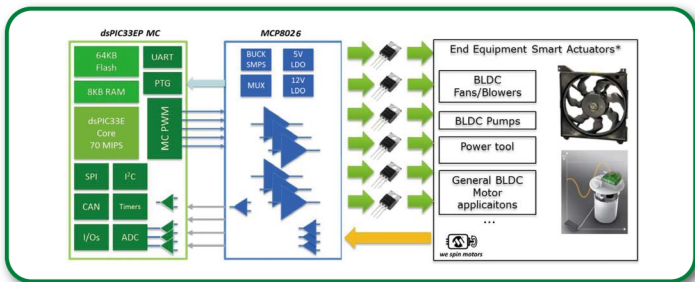 dsPIC33EP MC
64KB
Flash
UART
8KB RAM
PTG
dsPIC33E
Core
70 MIPS
MC PWM
SPI
I²C
CAN
Timers
I/Os
ADC
MCP8026
BUCK
SMPS
5V
LDO
MUX
12V
LDO
End Equipment Smart Actuators*
BLDC
Fans/Blowers
BLDC Pumps
Power tool
General BLDC
Motor
applicaitons
...
we spin motors